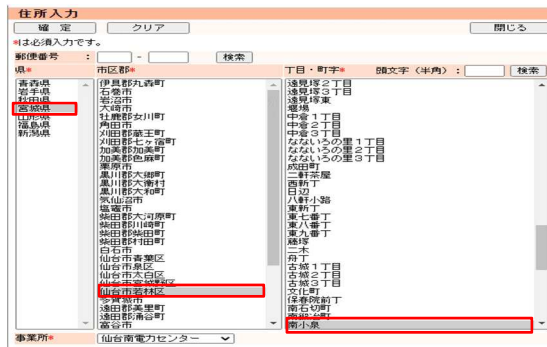 住所入力
確 定 クリア 閉じる
*は必須入力です。
郵便番号 : - 検索
県* 市区郡* 丁目・町字* 頭文字(半角): 検索
青森県
岩手県
秋田県
宮城県
山形県
福島県
新潟県
伊具郡丸森町
石巻市
岩沼市
大崎市
牡鹿郡女川町
角田市
刈田郡蔵王町
刈田郡七ヶ宿町
加美郡加美町
加美郡色麻町
栗原市
黒川郡大郷町
黒川郡大衡村
黒川郡大和町
気仙沼市
塩竈市
柴田郡大河原町
柴田郡川崎町
柴田郡柴田町
柴田郡村田町
白石市
仙台市青葉区
仙台市泉区
仙台市太白区
仙台市宮城野区
仙台市若林区
多賀城市
遠田郡美里町
遠田郡涌谷町
富谷市
遠見塚2丁目
遠見塚3丁目
遠見塚東
堰場
中倉1丁目
中倉2丁目
中倉3丁目
なないろの里1丁目
なないろの里2丁目
なないろの里3丁目
成田町
二軒茶屋
西新丁
日辺
八軒小路
東新丁
東七番丁
東八番丁
東九番丁
藤塚
二木
舟丁
古城1丁目
古城2丁目
古城3丁目
文化町
保春院前丁
南石切町
南鍛冶町
南小泉
事業所* 仙台南電力センター